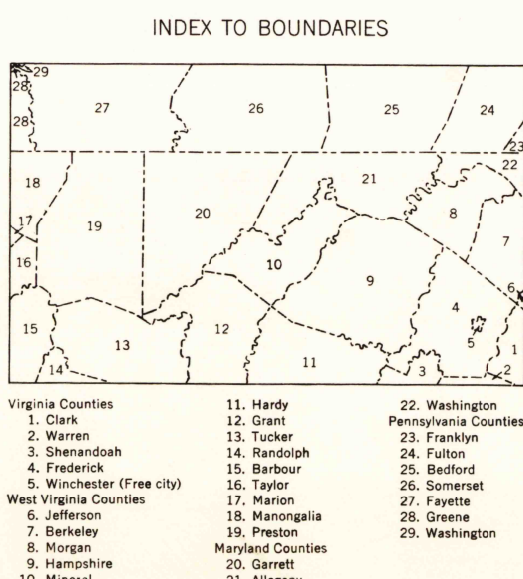 INDEX TO BOUNDARIES
29
28
27
26
25
24
28
23
22
18
21
20
8
17
19
7
16
10
9
6
4
15
13
12
5
1
14
11
3
2
Virginia Counties
1. Clark
2. Warren
3. Shenandoah
4. Frederick
5. Winchester (Free city)
West Virginia Counties
6. Jefferson
7. Berkeley
8. Morgan
9. Hampshire
10. Mineral
11. Hardy
12. Grant
13. Tucker
14. Randolph
15. Barbour
16. Taylor
17. Marion
18. Manongalia
19. Preston
Maryland Counties
20. Garrett
21. Allegany
22. Washington
Pennsylvania Counties
23. Franklyn
24. Fulton
25. Bedford
26. Somerset
27. Fayette
28. Greene
29. Washington